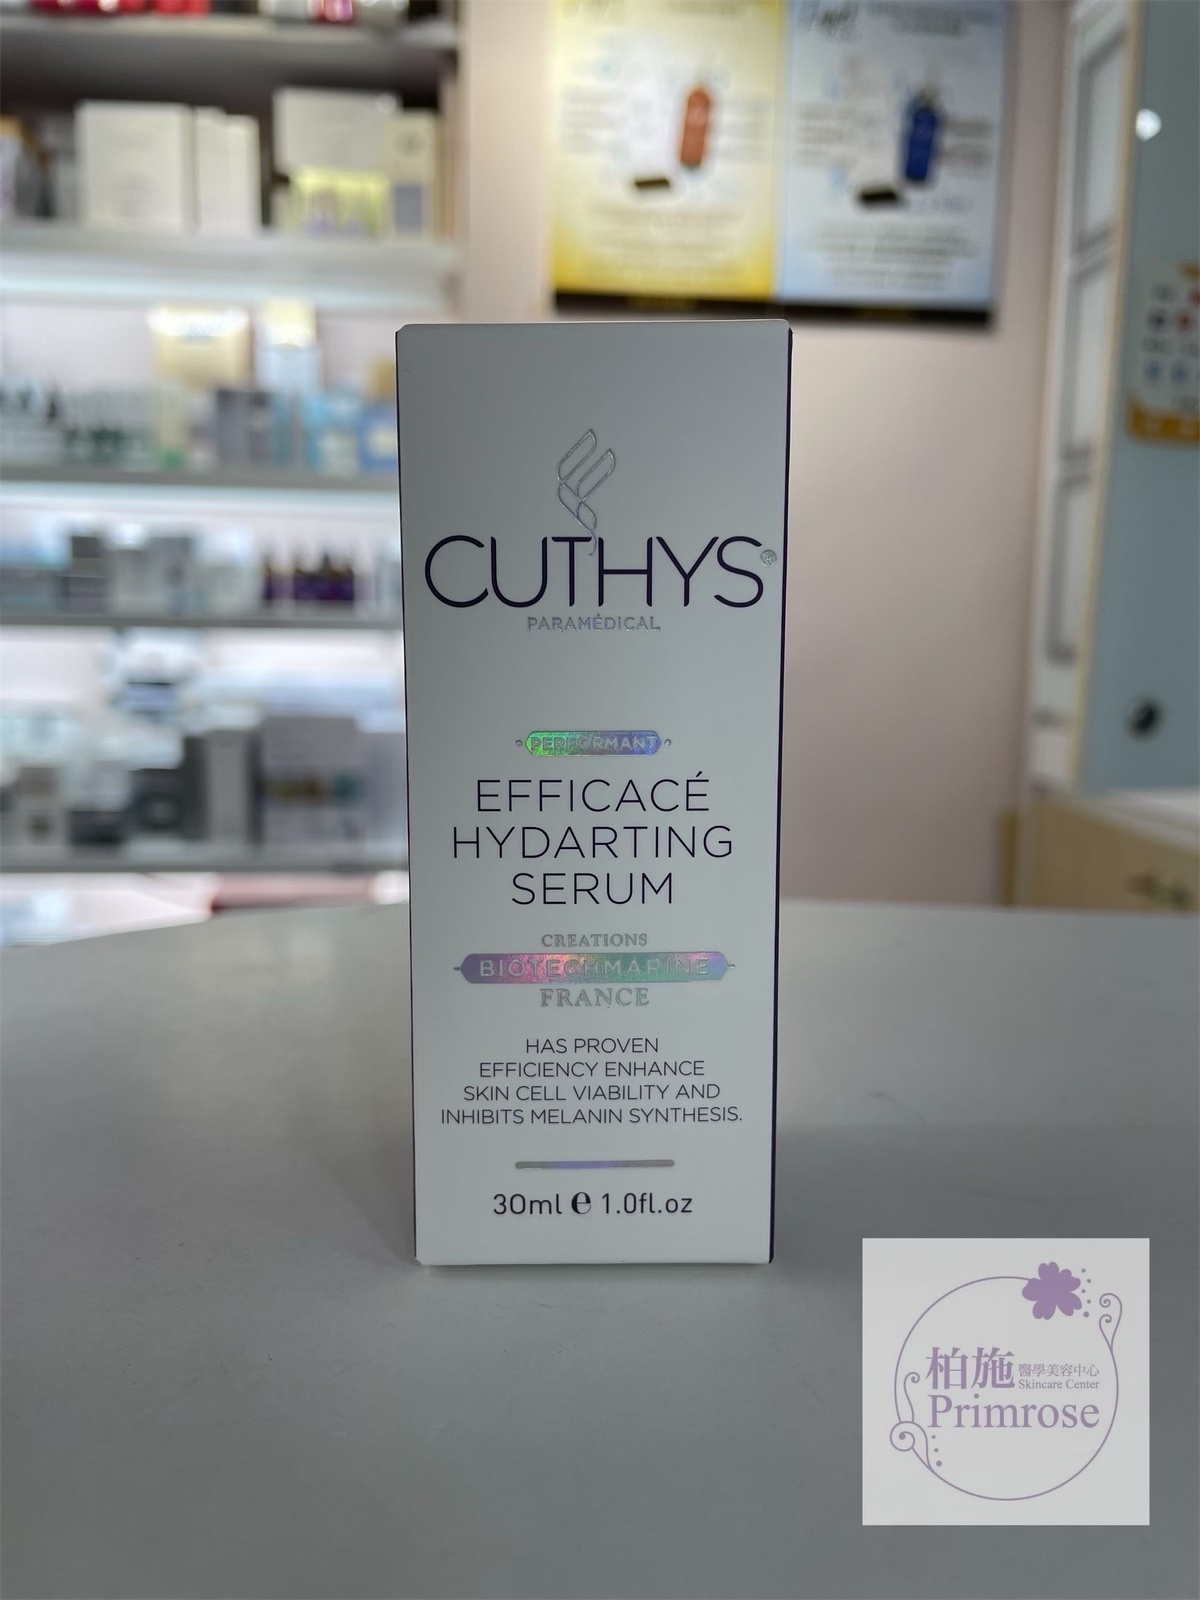 CUTHYS®
PARAMÉDICAL
PERFORMANT
EFFICACÉ
HYDARTING
SERUM
CREATIONS
BIOTECHMARINE
FRANCE
HAS PROVEN
EFFICIENCY ENHANCE
SKIN CELL VIABILITY AND
INHIBITS MELANIN SYNTHESIS.
30ml e 1.0fl.oz
柏施 醫學美容中心
Skincare Center
Primrose